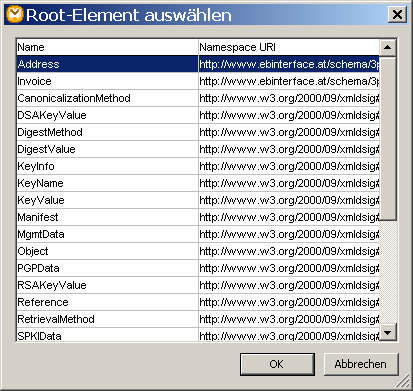 Root-Element auswählen
Name Namespace URI
Address http://www.ebinterface.at/schema/3p
Invoice http://www.ebinterface.at/schema/3p
CanonicalizationMethod http://www.w3.org/2000/09/xmldsig#
DSAKeyValue http://www.w3.org/2000/09/xmldsig#
DigestMethod http://www.w3.org/2000/09/xmldsig#
DigestValue http://www.w3.org/2000/09/xmldsig#
KeyInfo http://www.w3.org/2000/09/xmldsig#
KeyName http://www.w3.org/2000/09/xmldsig#
KeyValue http://www.w3.org/2000/09/xmldsig#
Manifest http://www.w3.org/2000/09/xmldsig#
MgmtData http://www.w3.org/2000/09/xmldsig#
Object http://www.w3.org/2000/09/xmldsig#
PGPData http://www.w3.org/2000/09/xmldsig#
RSAKeyValue http://www.w3.org/2000/09/xmldsig#
Reference http://www.w3.org/2000/09/xmldsig#
RetrievalMethod http://www.w3.org/2000/09/xmldsig#
SPKIData http://www.w3.org/2000/09/xmldsig#
OK Abbrechen